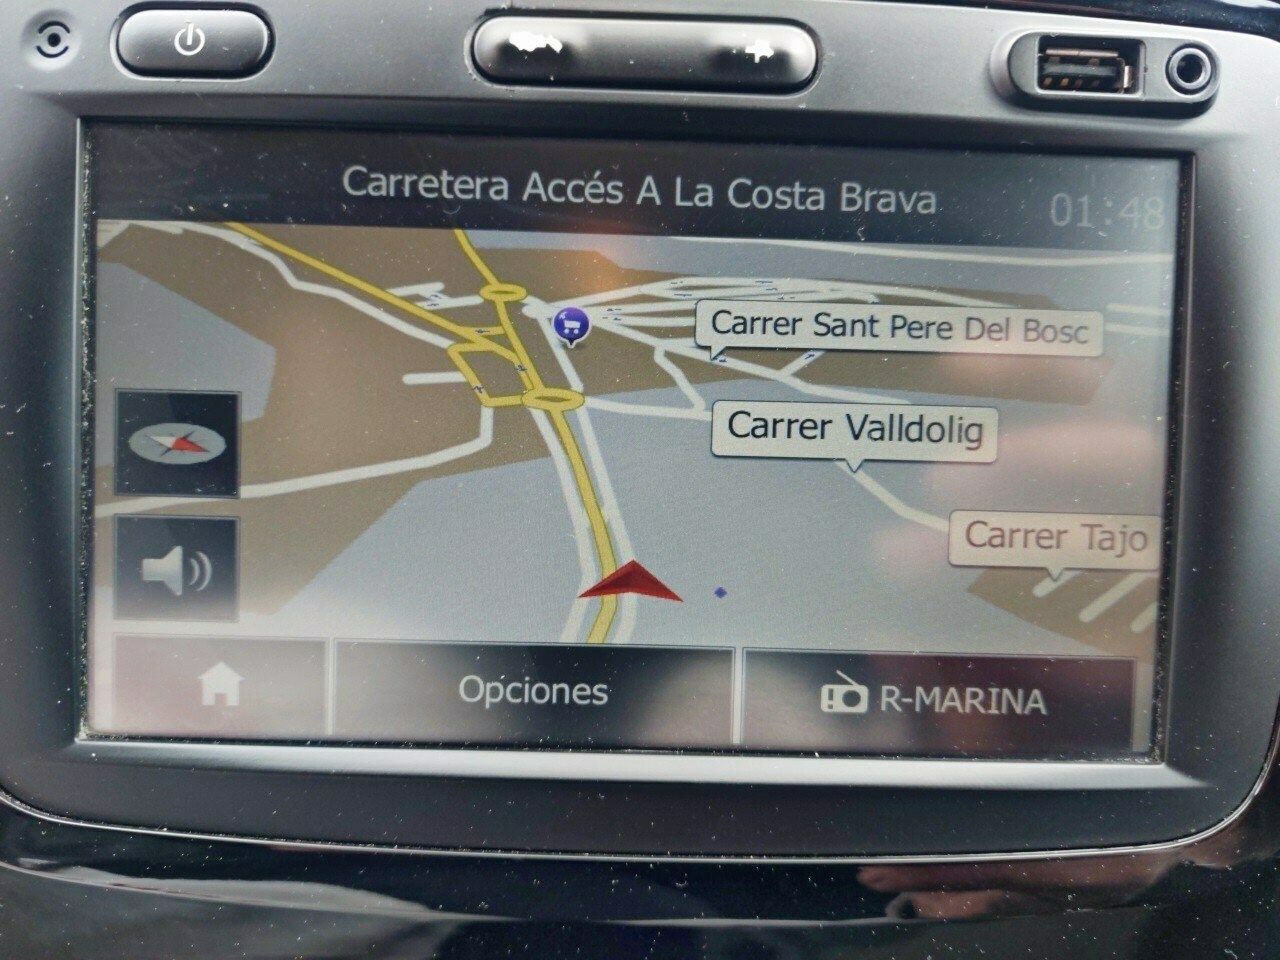 Carretera Accés A La Costa Brava
01:48
Carrer Sant Pere Del Bosc
Carrer Valldolig
Carrer Tajo
Opciones
R-MARINA